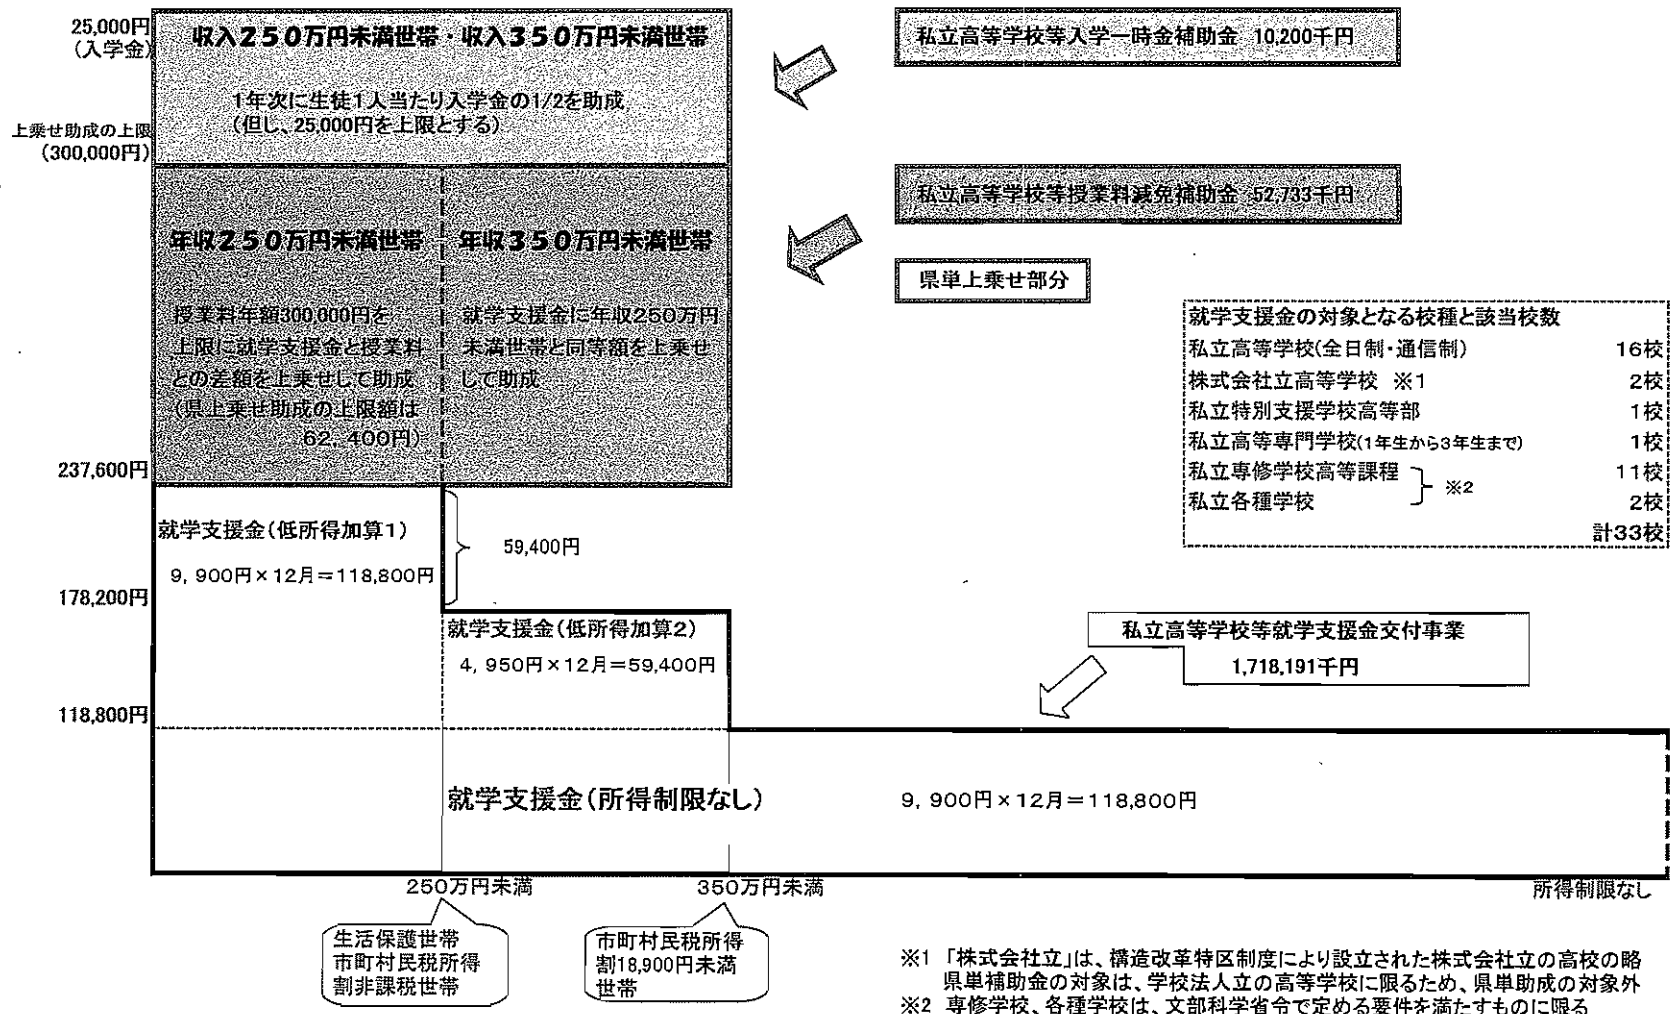 25,000円
(入学金)
収入250万円未満世帯・収入350万円未満世帯
1年次に生徒1人当たり入学金の1/2を助成
(但し、25,000円を上限とする)
上乗せ助成の上限
(300,000円)
私立高等学校等入学一時金補助金 10,200千円
私立高等学校等授業料減免補助金 52,733千円
県単上乗せ部分
年収250万円未満世帯
授業料年額300,000円を
上限に就学支援金と授業料
との差額を上乗せして助成
(県上乗せ助成の上限額は
62,400円)
年収350万円未満世帯
就学支援金に年収250万円
未満世帯と同等額を上乗せ
して助成
就学支援金の対象となる校種と該当校数
私立高等学校(全日制・通信制) 16校
株式会社立高等学校 ※1 2校
私立特別支援学校高等部 1校
私立高等専門学校(1年生から3年生まで) 1校
私立専修学校高等課程 11校
※2
私立各種学校 2校
計33校
237,600円
就学支援金(低所得加算1)
9,900円×12月=118,800円
59,400円
178,200円
就学支援金(低所得加算2)
4,950円×12月=59,400円
私立高等学校等就学支援金交付事業
1,718,191千円
118,800円
就学支援金(所得制限なし)
9,900円×12月=118,800円
250万円未満
350万円未満
所得制限なし
生活保護世帯
市町村民税所得
割非課税世帯
市町村民税所得
割18,900円未満
世帯
※1 「株式会社立」は、構造改革特区制度により設立された株式会社立の高校の略
県単補助金の対象は、学校法人立の高等学校に限るため、県単助成の対象外
※2 専修学校、各種学校は、文部科学省令で定める要件を満たすものに限る